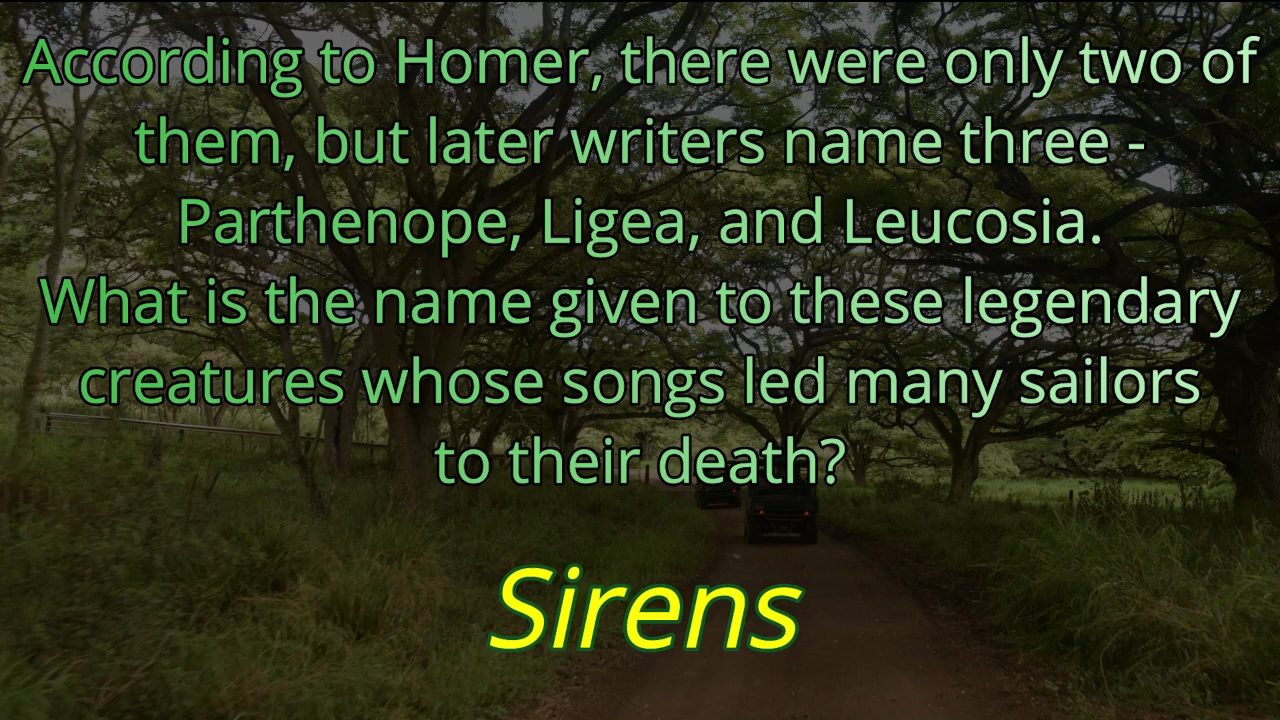 According to Homer, there were only two of
them, but later writers name three -
Parthenope, Ligea, and Leucosia.
What is the name given to these legendary
creatures whose songs led many sailors
to their death?
Sirens